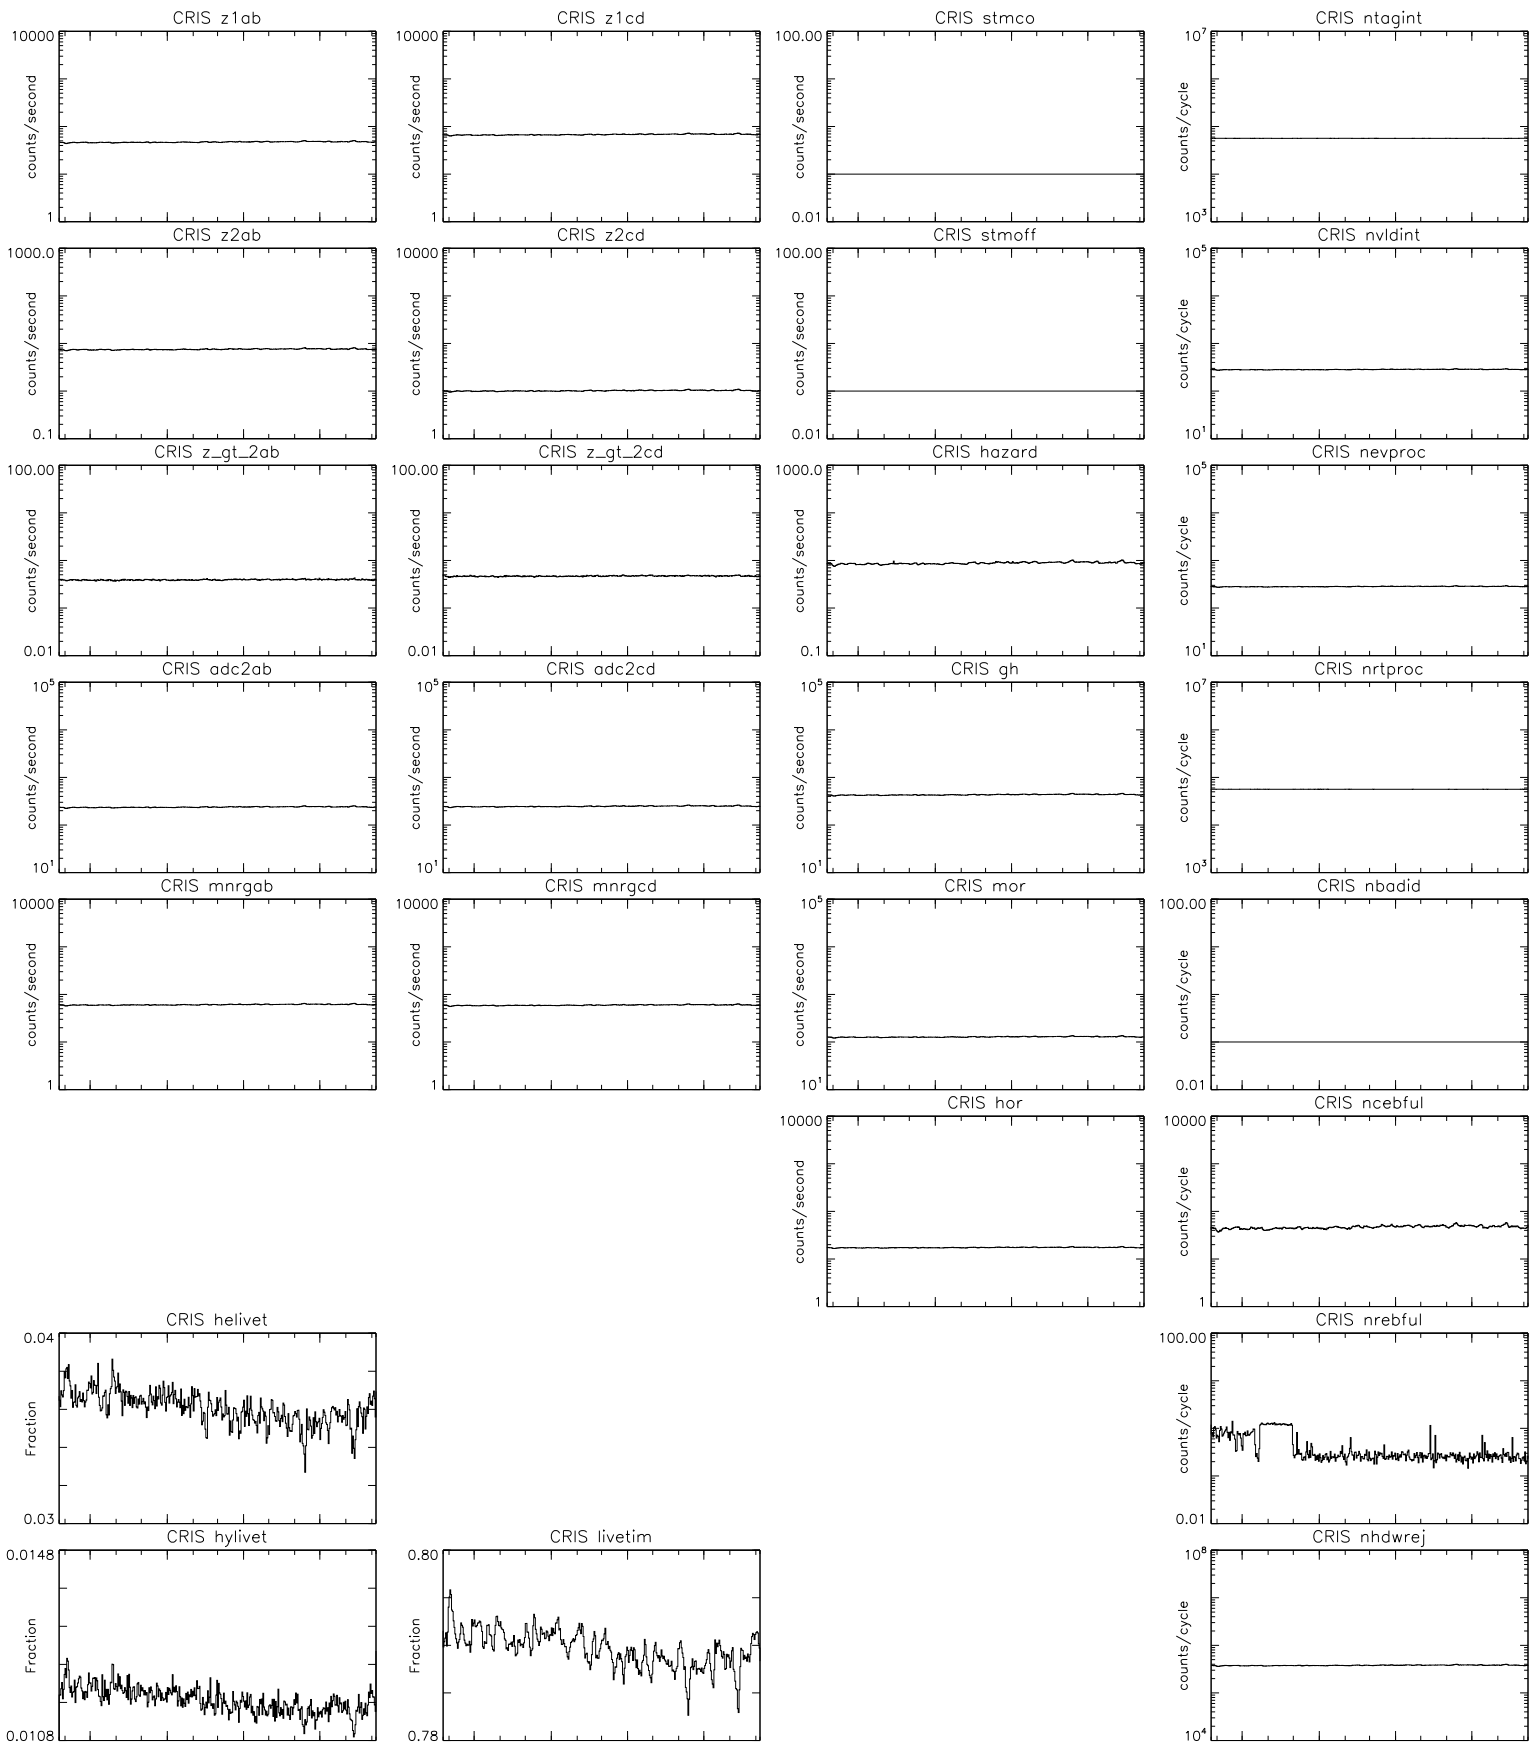 CRIS z1ab
10000
counts/second
1
CRIS z1cd
10000
counts/second
1
CRIS stmco
100.00
counts/second
0.01
CRIS ntagint
10^7
counts/cycle
10^3
CRIS z2ab
1000.0
counts/second
0.1
CRIS z2cd
10000
counts/second
1
CRIS stmoff
100.00
counts/second
0.01
CRIS nvldint
10^5
counts/cycle
10^1
CRIS z_gt_2ab
100.00
counts/second
0.01
CRIS z_gt_2cd
100.00
counts/second
0.01
CRIS hazard
1000.0
counts/second
0.1
CRIS nevproc
10^5
counts/cycle
10^1
CRIS adc2ab
10^5
counts/second
10^1
CRIS adc2cd
10^5
counts/second
10^1
CRIS gh
10^5
counts/second
10^1
CRIS nrtproc
10^7
counts/cycle
10^3
CRIS mnrgab
10000
counts/second
1
CRIS mnrgcd
10000
counts/second
1
CRIS mor
10^5
counts/second
10^1
CRIS nbadid
100.00
counts/cycle
0.01
CRIS hor
10000
counts/second
1
CRIS ncebful
10000
counts/cycle
1
CRIS helivet
0.04
Fraction
0.03
CRIS nrebful
100.00
counts/cycle
0.01
CRIS hylivet
0.0148
Fraction
0.0108
CRIS livetim
0.80
Fraction
0.78
CRIS nhdwrej
10^8
counts/cycle
10^4